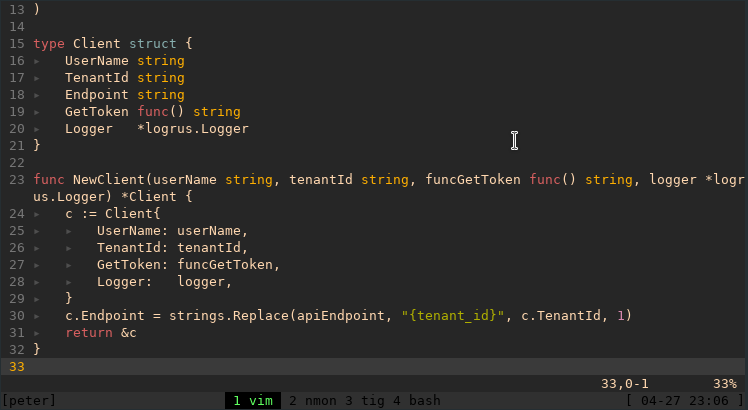 13 )
14
15 type Client struct {
16 ▸   UserName string
17 ▸   TenantId string
18 ▸   Endpoint string
19 ▸   GetToken func() string
20 ▸   Logger   *logrus.Logger
21 }
22
23 func NewClient(userName string, tenantId string, funcGetToken func() string, logger *logr
us.Logger) *Client {
24 ▸   c := Client{
25 ▸   ▸   UserName: userName,
26 ▸   ▸   TenantId: tenantId,
27 ▸   ▸   GetToken: funcGetToken,
28 ▸   ▸   Logger:   logger,
29 ▸   }
30 ▸   c.Endpoint = strings.Replace(apiEndpoint, "{tenant_id}", c.TenantId, 1)
31 ▸   return &c
32 }
33
33,0-1        33%
[peter]   1 vim  2 nmon 3 tig 4 bash   [ 04-27 23:06 ]